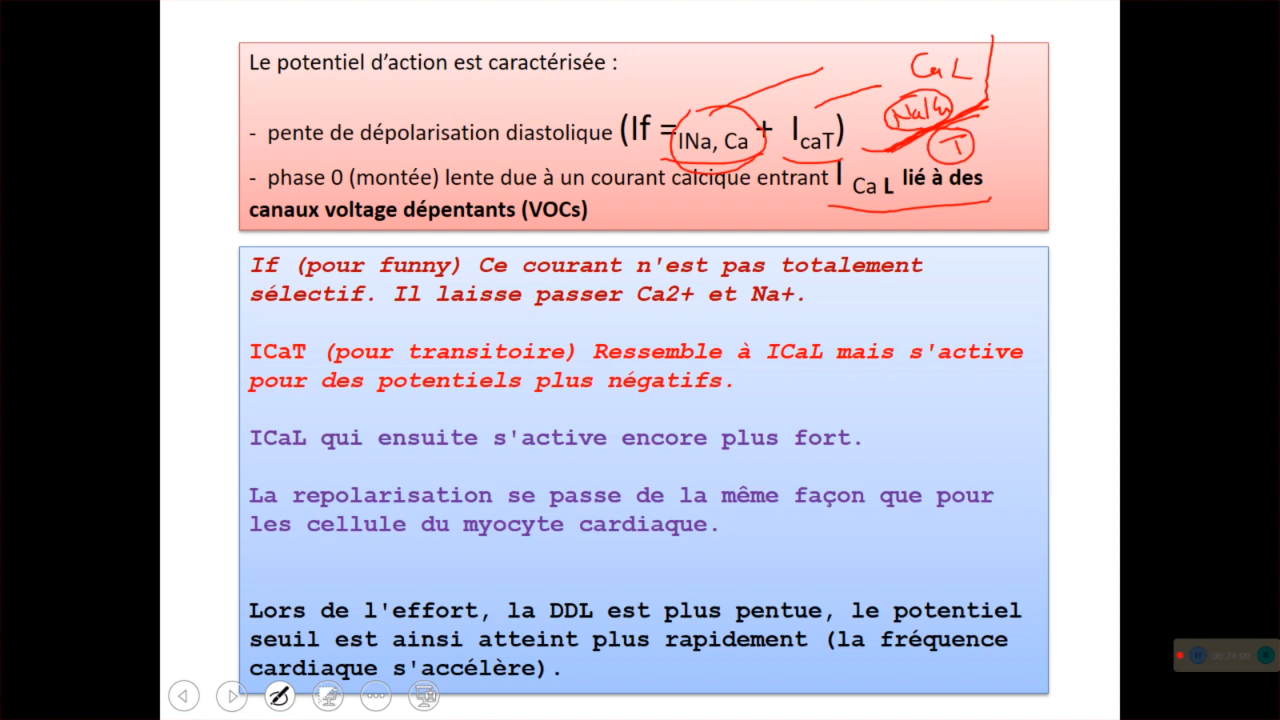 Le potentiel d'action est caractérisée :
Ca L
- pente de dépolarisation diastolique (If = INa, Ca + I caT)
T
- phase 0 (montée) lente due à un courant calcique entrant I Ca L lié à des
canaux voltage dépentants (VOCs)
If (pour funny) Ce courant n'est pas totalement
sélectif. Il laisse passer Ca2+ et Na+.
ICaT (pour transitoire) Ressemble à ICaL mais s'active
pour des potentiels plus négatifs.
ICaL qui ensuite s'active encore plus fort.
La repolarisation se passe de la même façon que pour
les cellule du myocyte cardiaque.
Lors de l'effort, la DDL est plus pentue, le potentiel
seuil est ainsi atteint plus rapidement (la fréquence
cardiaque s'accélère).